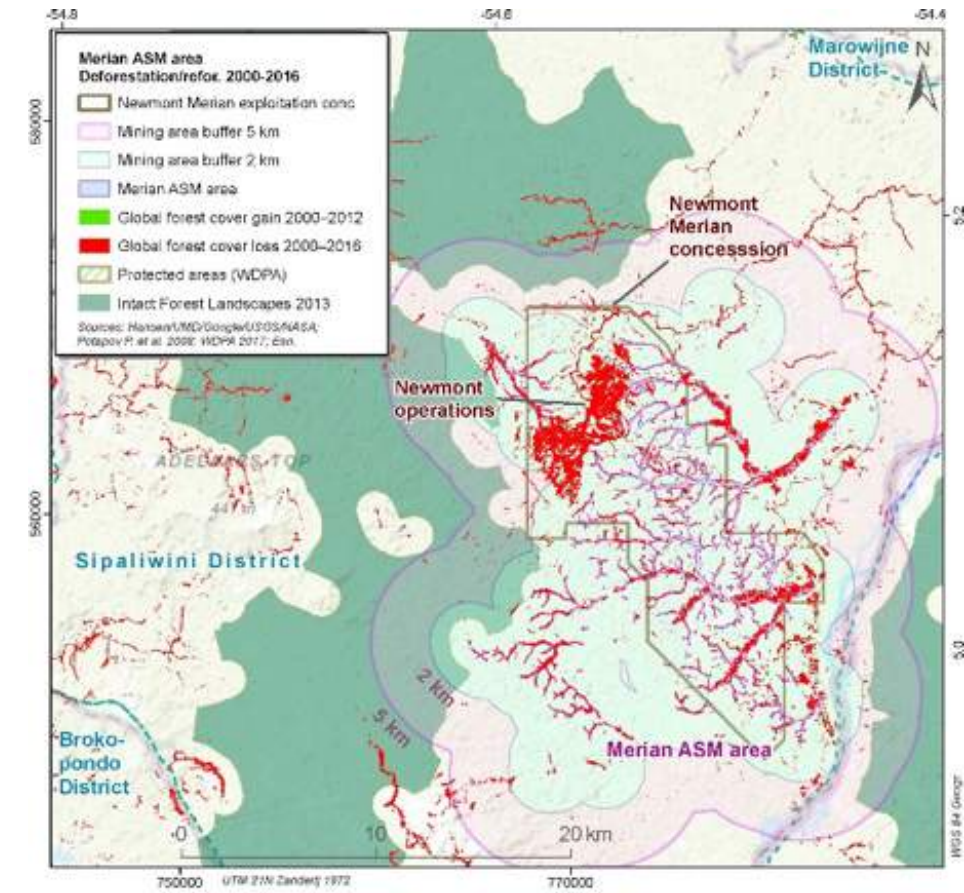 -54.8
-54.6
-54.4
Merian ASM area
Deforestation/refor. 2000-2016
Newmont Merian exploitation conc
Mining area buffer 5 km
Mining area buffer 2 km
Merian ASM area
Global forest cover gain 2000–2012
Global forest cover loss 2000–2016
Protected areas (WDPA)
Intact Forest Landscapes 2013
Sources: Hansen/UMD/Google/USGS/NASA;
Potapov P. et al. 2008; WDPA 2017; Esri.
Marowijne
District
N
580000
5.2
Newmont
Merian
concesssion
Newmont
operations
560000
Sipaliwini District
5.0
2 km
5 km
Merian ASM area
Broko-
pondo
District
0
10
20 km
750000
UTM 21N Zanderij 1972
770000
WGS 84 Geogr